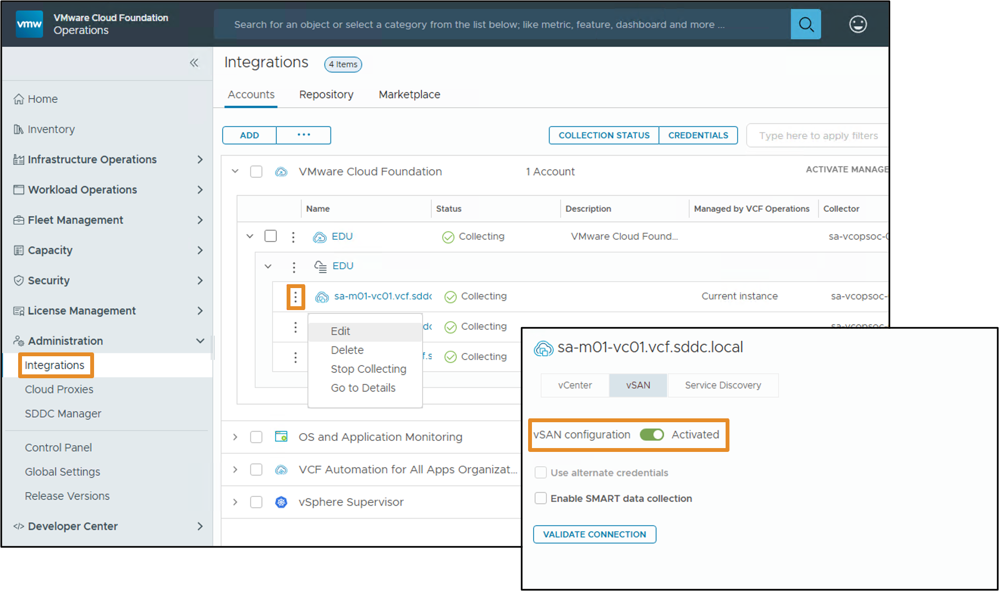 vmw
VMware Cloud Foundation
Operations
Search for an object or select a category from the list below; like metric, feature, dashboard and more ...
Home
Inventory
Infrastructure Operations
Workload Operations
Fleet Management
Capacity
Security
License Management
Administration
Integrations
Cloud Proxies
SDDC Manager
Control Panel
Global Settings
Release Versions
Developer Center
Integrations 4 Items
Accounts Repository Marketplace
ADD ... COLLECTION STATUS CREDENTIALS Type here to apply filters
VMware Cloud Foundation 1 Account ACTIVATE MANAGE
Name Status Description Managed by VCF Operations Collector
EDU Collecting VMware Cloud Found... sa-vcopsoc-
EDU
sa-m01-vc01.vcf.sddc Collecting Current instance sa-vcopsoc-
Collecting
Collecting
Edit
Delete
Stop Collecting
Go to Details
OS and Application Monitoring
VCF Automation for All Apps Organizat...
vSphere Supervisor
sa-m01-vc01.vcf.sddc.local
vCenter vSAN Service Discovery
vSAN configuration Activated
Use alternate credentials
Enable SMART data collection
VALIDATE CONNECTION